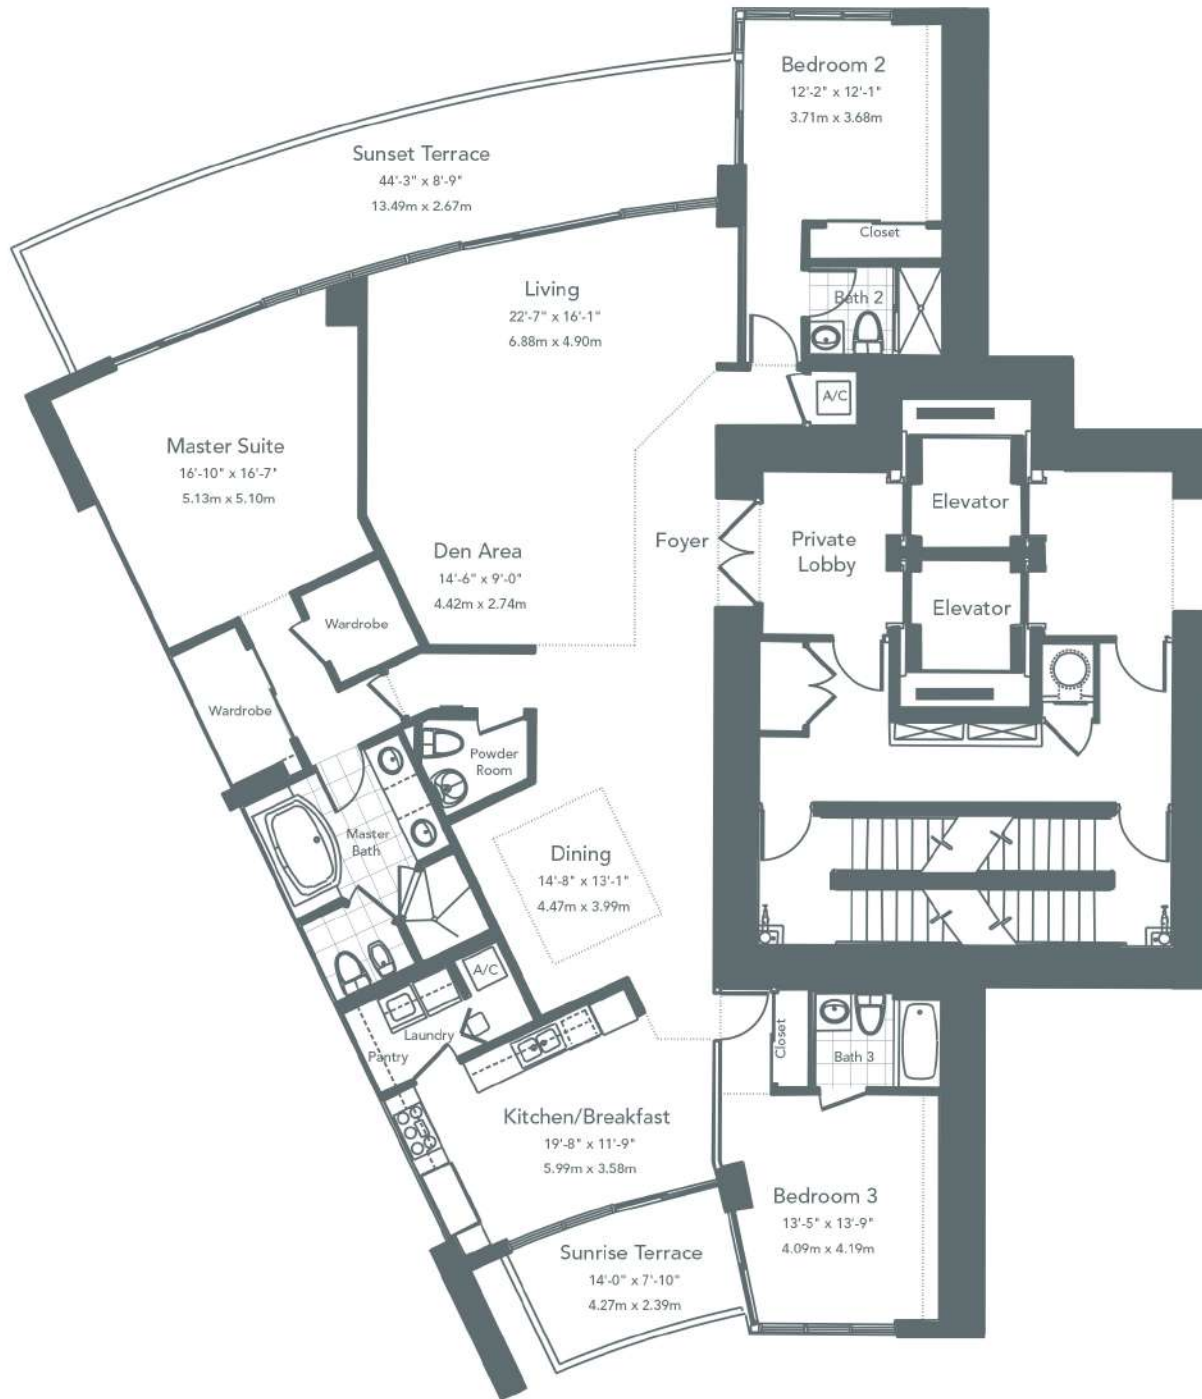 Bedroom 2
12'-2" x 12'-1"
3.71m x 3.68m
Sunset Terrace
44'-3" x 8'-9"
13.49m x 2.67m
Closet
Bath 2
Living
22'-7" x 16'-1"
6.88m x 4.90m
A/C
Master Suite
16'-10" x 16'-7"
5.13m x 5.10m
Elevator
Foyer
Private
Lobby
Den Area
14'-6" x 9'-0"
4.42m x 2.74m
Elevator
Wardrobe
Wardrobe
Powder
Room
Master
Bath
Dining
14'-8" x 13'-1"
4.47m x 3.99m
A/C
Laundry
Pantry
Closet
Bath 3
Kitchen/Breakfast
19'-8" x 11'-9"
5.99m x 3.58m
Bedroom 3
13'-5" x 13'-9"
4.09m x 4.19m
Sunrise Terrace
14'-0" x 7'-10"
4.27m x 2.39m